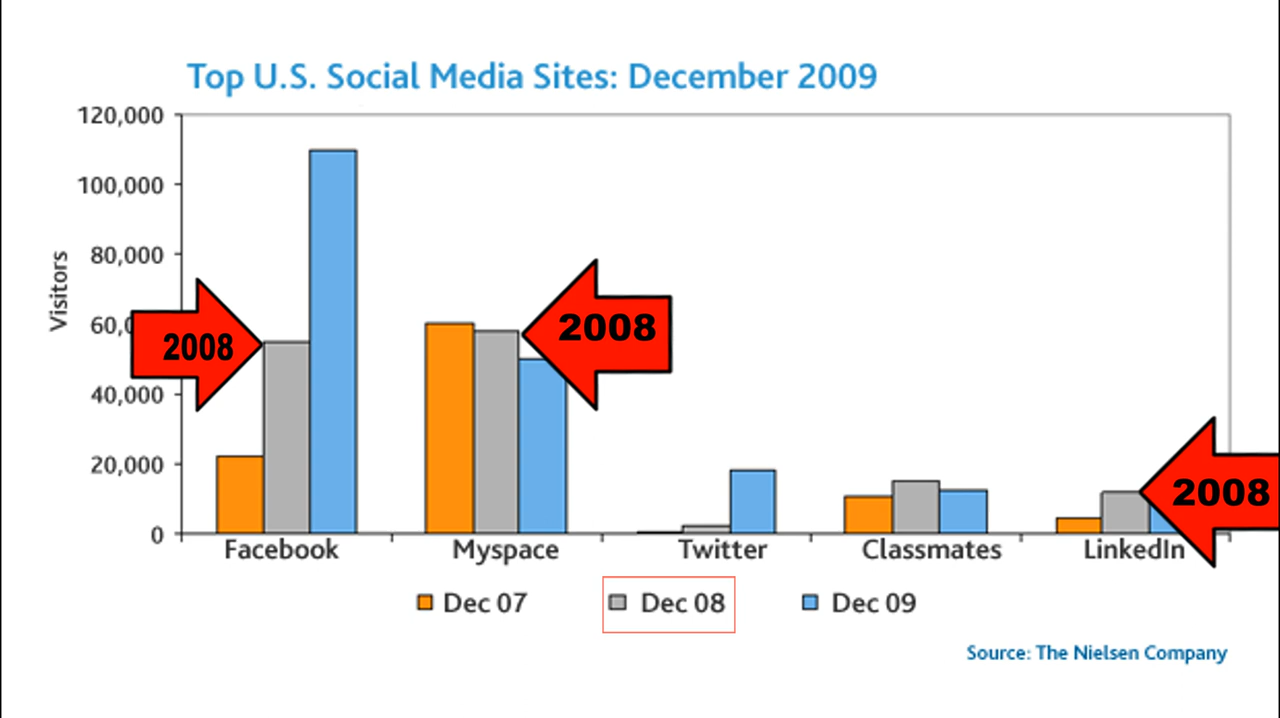 Top U.S. Social Media Sites: December 2009
120,000
100,000
80,000
60,0
40,000
20,000
0
Visitors
2008
2008
2008
Facebook Myspace Twitter Classmates LinkedIn
Dec 07 Dec 08 Dec 09
Source: The Nielsen Company